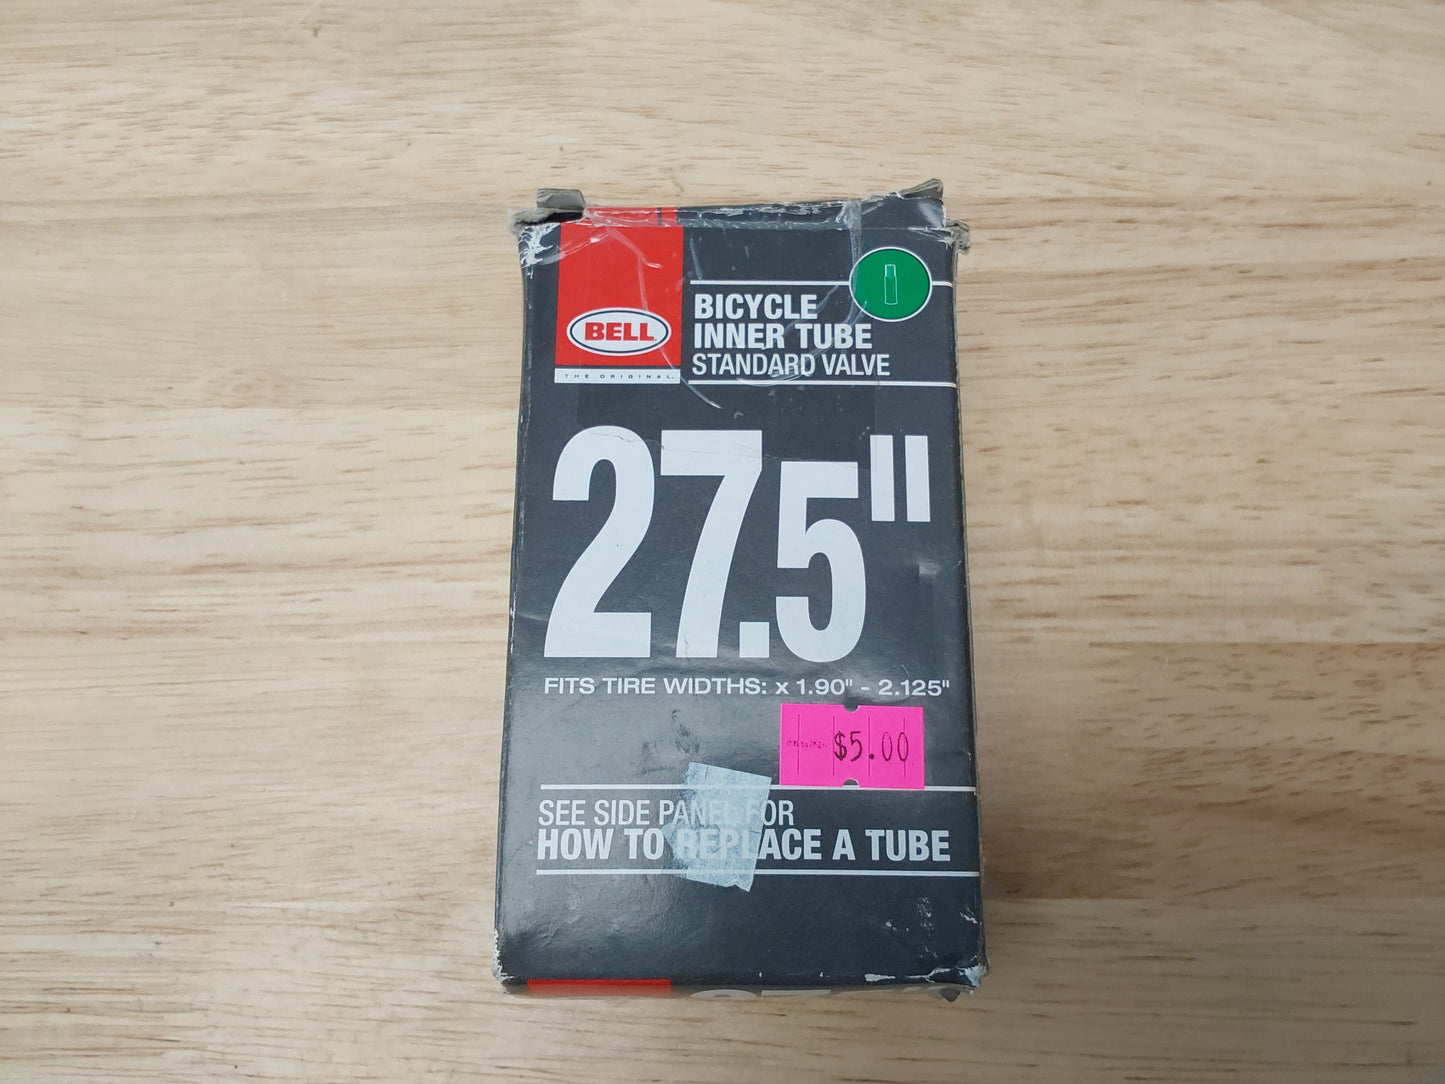 BELL
THE ORIGINAL.
BICYCLE
INNER TUBE
STANDARD VALVE
27.5"
FITS TIRE WIDTHS: x 1.90" - 2.125"
$5.00
SEE SIDE PANEL FOR
HOW TO REPLACE A TUBE